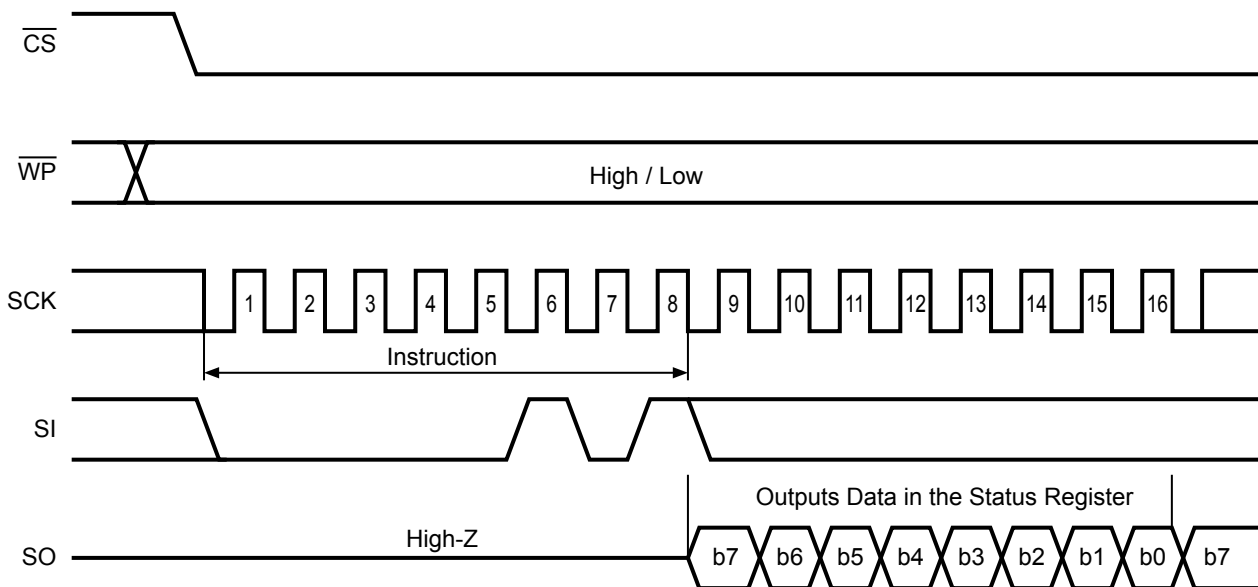 CS
WP
High / Low
SCK
1 2 3 4 5 6 7 8 9 10 11 12 13 14 15 16
Instruction
SI
Outputs Data in the Status Register
High-Z
SO
b7 b6 b5 b4 b3 b2 b1 b0 b7